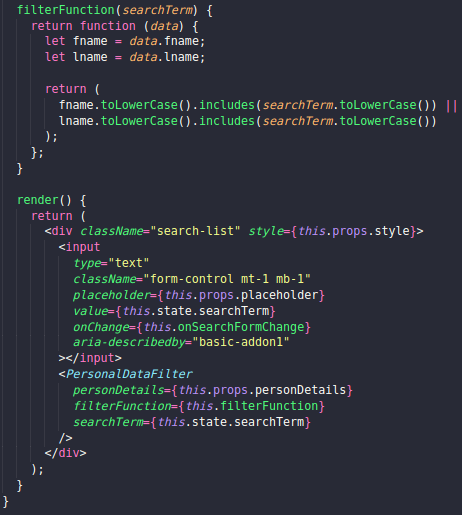 filterFunction(searchTerm) {
return function (data) {
let fname = data.fname;
let lname = data.lname;
return (
fname.toLowerCase().includes(searchTerm.toLowerCase()) ||
lname.toLowerCase().includes(searchTerm.toLowerCase())
);
};
}
render() {
return (
<div className="search-list" style={this.props.style}>
<input
type="text"
className="form-control mt-1 mb-1"
placeholder={this.props.placeholder}
value={this.state.searchTerm}
onChange={this.onSearchFormChange}
aria-describedby="basic-addon1"
></input>
<PersonalDataFilter
personDetails={this.props.personDetails}
filterFunction={this.filterFunction}
searchTerm={this.state.searchTerm}
/>
</div>
);
}
}